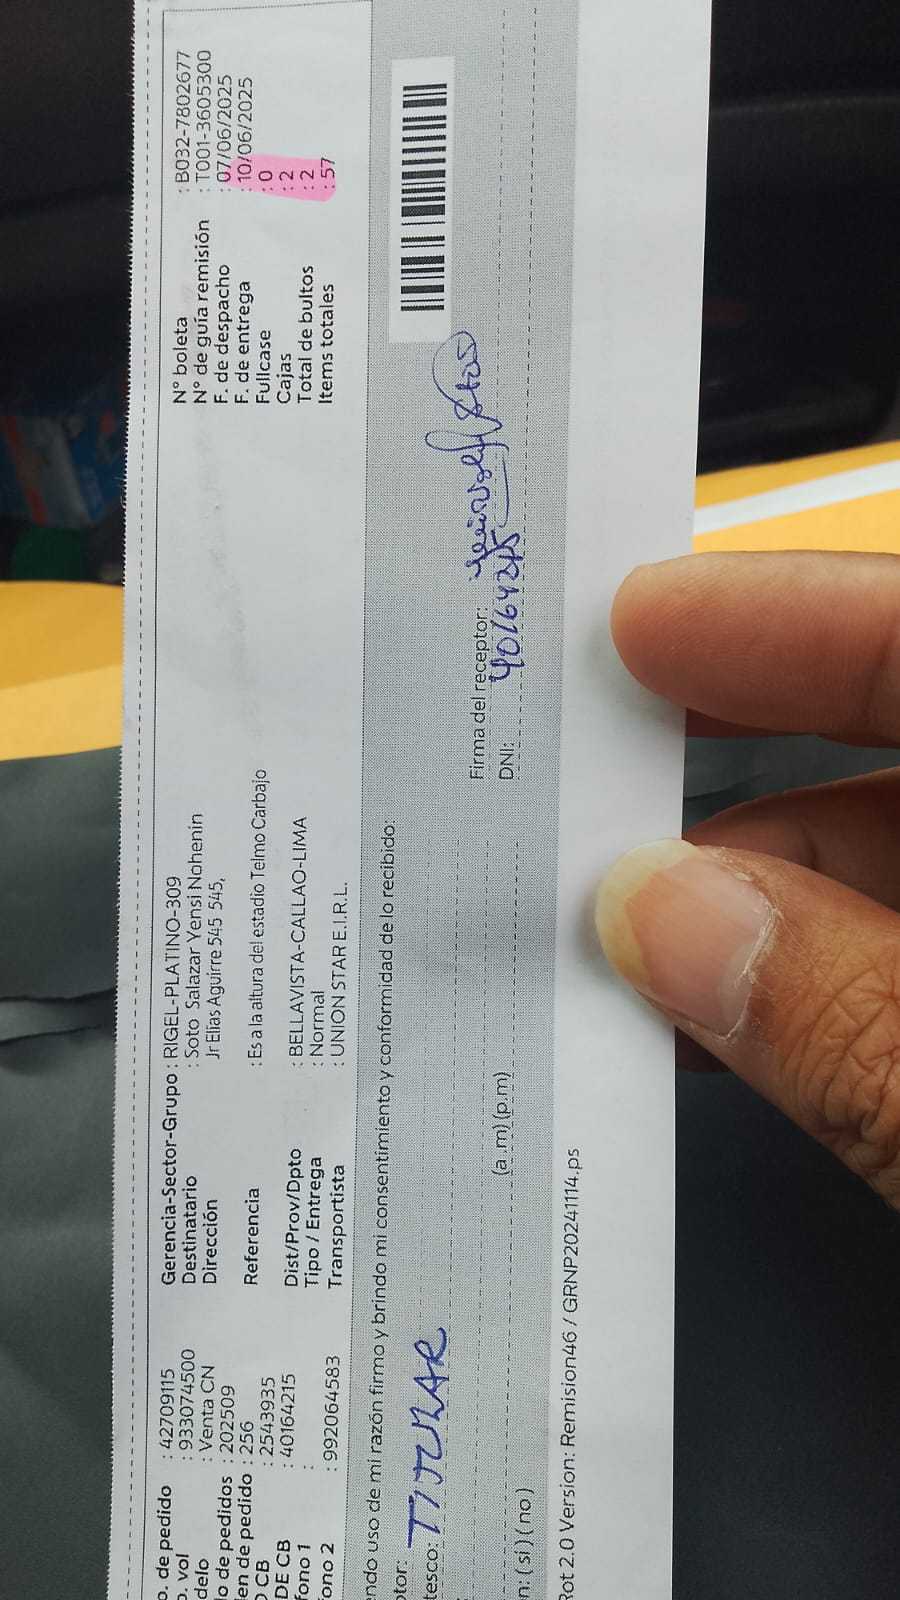 o. de pedido : 42709115
o. vol : 933074500
delo : Venta CN
lo de pedidos : 202509
en de pedido : 256
O CB : 2543935
DE CB : 40164215
fono 1 :
ono 2 : 992064583
Gerencia-Sector-Grupo : RIGEL-PLATINO-309
Destinatario : Soto Salazar Yensi Nohenin
Dirección Jr Elias Aguirre 545 545,
Referencia : Es a la altura del estadio Telmo Carbajo
Dist/Prov/Dpto : BELLAVISTA-CALLAO-LIMA
Tipo / Entrega : Normal
Transportista : UNION STAR E.I.R.L.
N° boleta : B032-7802677
N° de guía remisión : T001-3605300
F. de despacho : 07/06/2025
F. de entrega : 10/06/2025
Fullcase : 0
Cajas : 2
Total de bultos : 2
Items totales : 57
endo uso de mi razón firmo y brindo mi consentimiento y conformidad de lo recibido:
ptor: TITULAR
tesco:
(a.m) (p.m)
n: (si) (no)
Firma del receptor:
DNI: 40164215
Rot 2.0 Version: Remision46 / GRNP20241114.ps